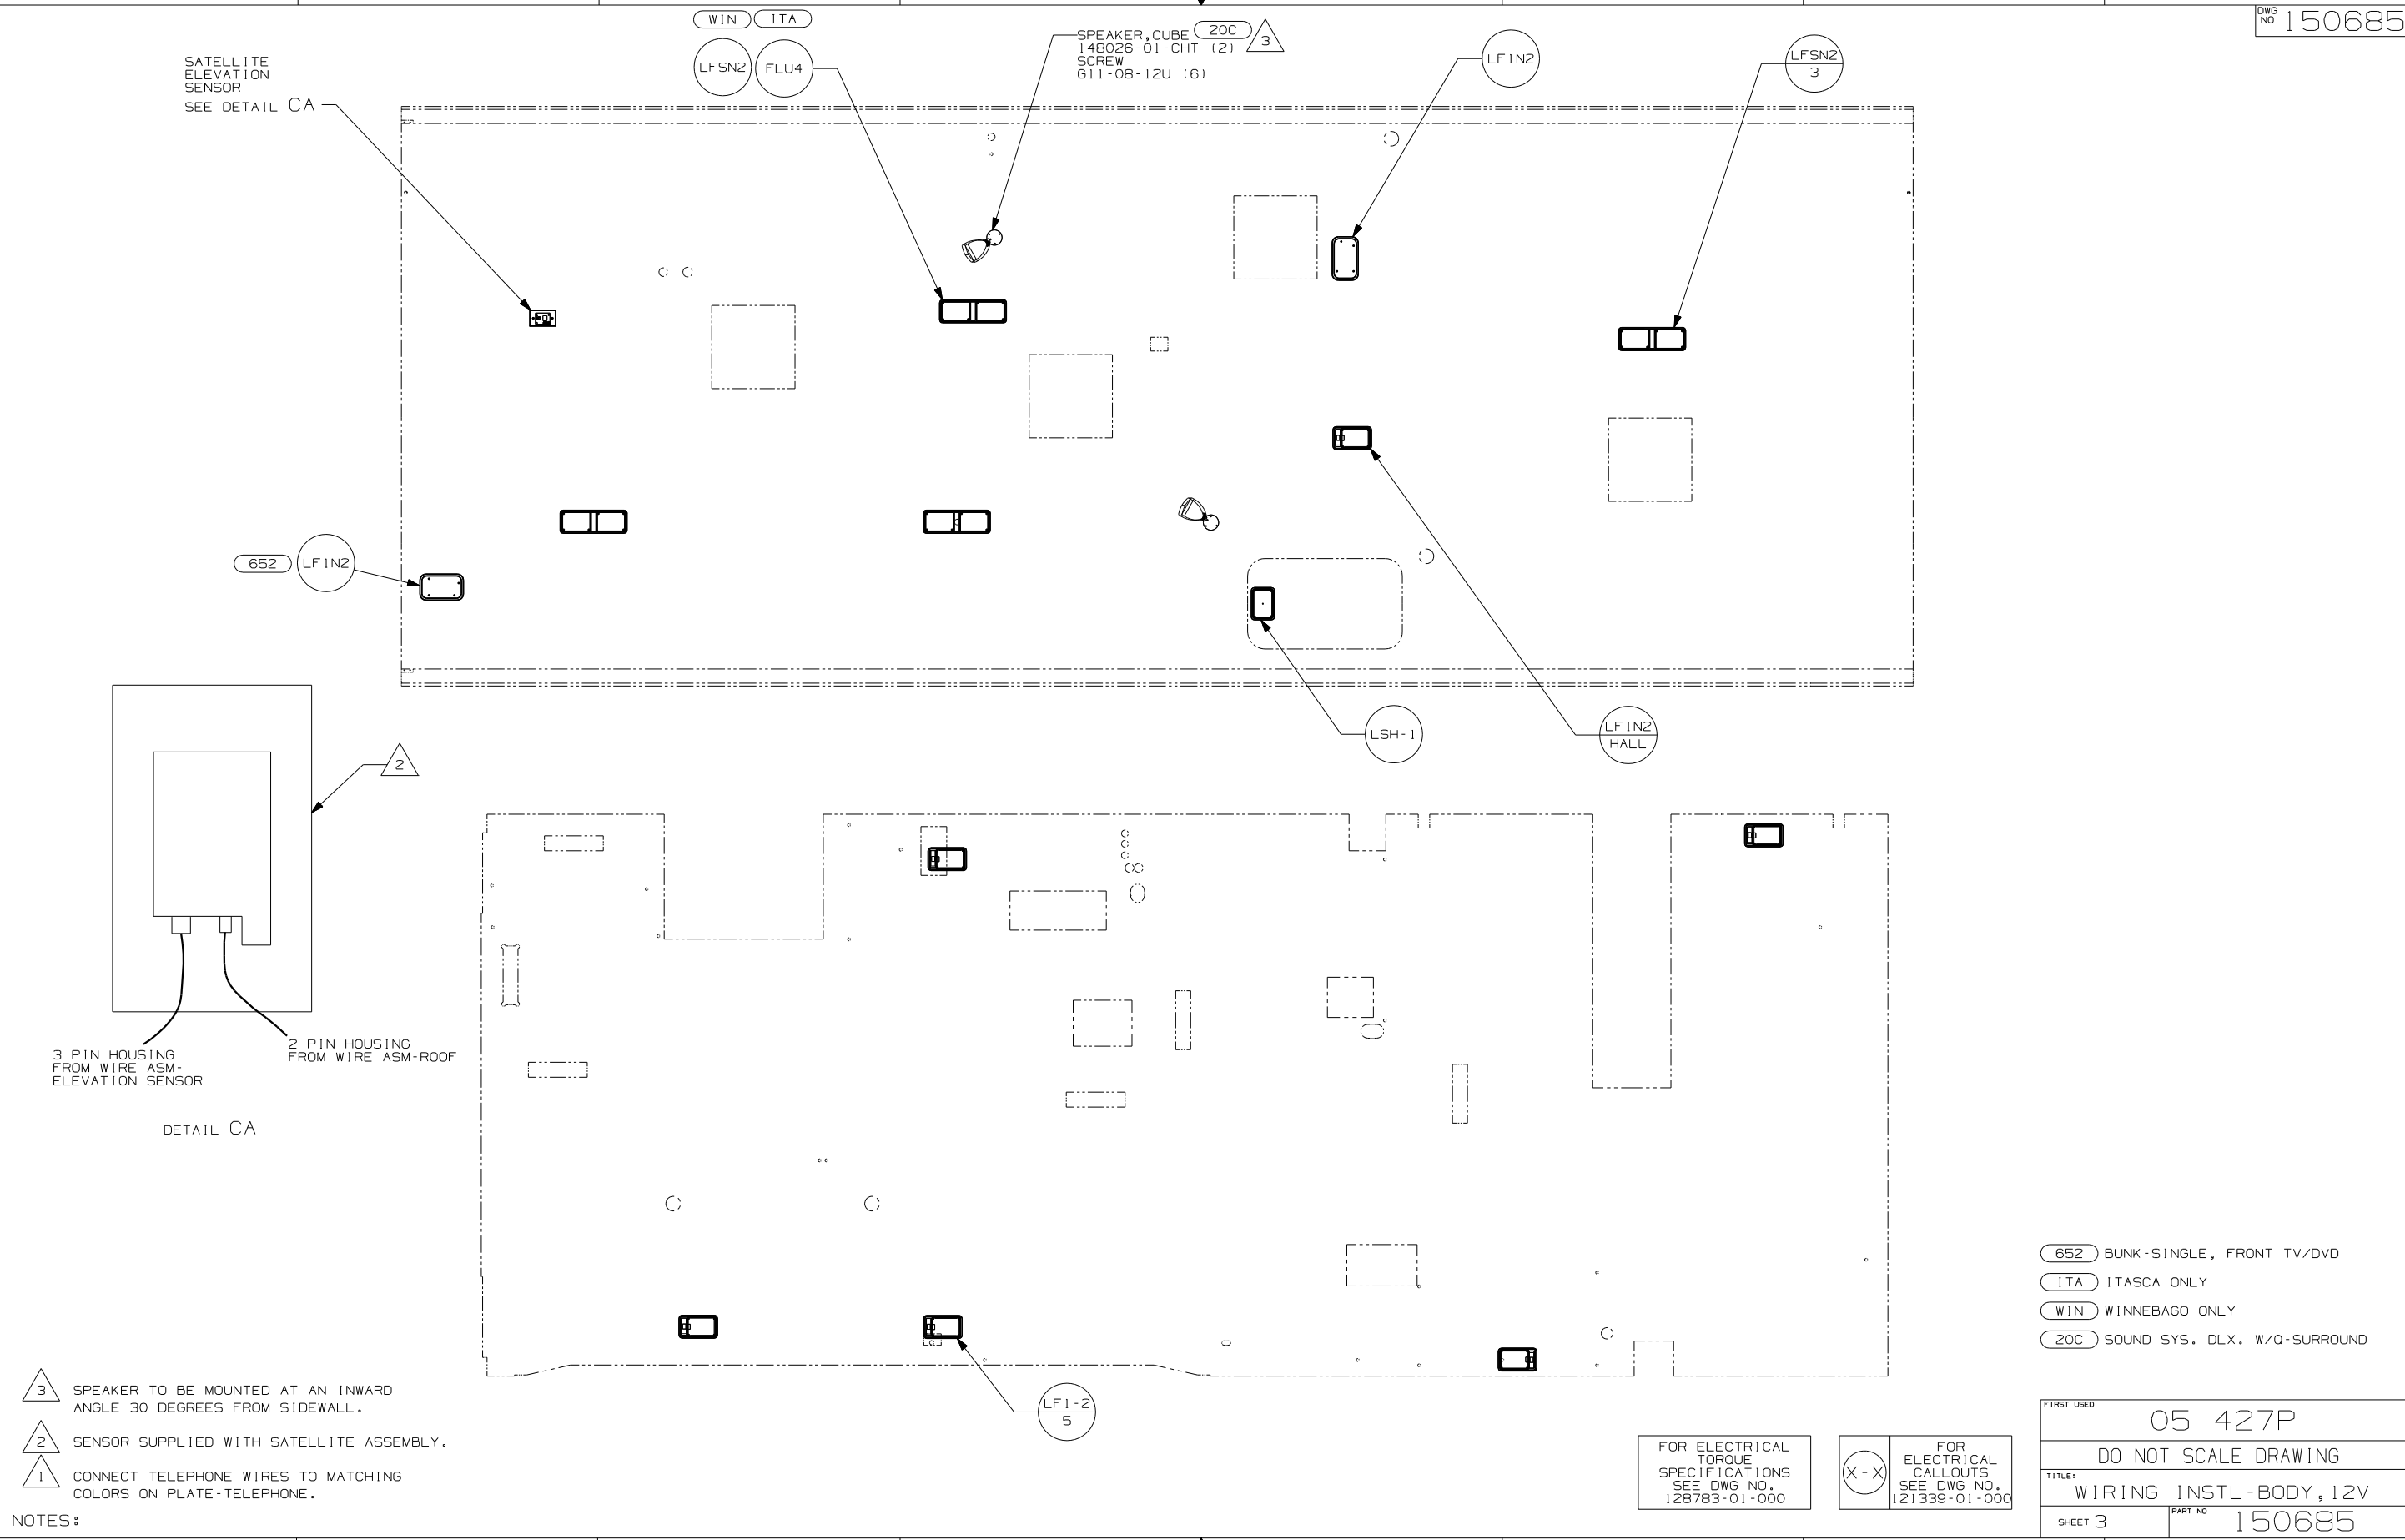 DWG
NO 150685
WIN ITA
LFSN2 FLU4
SPEAKER,CUBE 20C 3
148026-01-CHT (2)
SCREW
G11-08-12U (6)
LF1N2
LFSN2
3
SATELLITE
ELEVATION
SENSOR
SEE DETAIL CA
652 LF1N2
LSH-1
LF1N2
HALL
2
3 PIN HOUSING
FROM WIRE ASM-
ELEVATION SENSOR
2 PIN HOUSING
FROM WIRE ASM-ROOF
DETAIL CA
LF1-2
5
652 BUNK-SINGLE, FRONT TV/DVD
ITA ITASCA ONLY
WIN WINNEBAGO ONLY
20C SOUND SYS. DLX. W/Q-SURROUND
3 SPEAKER TO BE MOUNTED AT AN INWARD
ANGLE 30 DEGREES FROM SIDEWALL.
2 SENSOR SUPPLIED WITH SATELLITE ASSEMBLY.
1 CONNECT TELEPHONE WIRES TO MATCHING
COLORS ON PLATE-TELEPHONE.
NOTES:
FOR ELECTRICAL
TORQUE
SPECIFICATIONS
SEE DWG NO.
128783-01-000
X-X
FOR
ELECTRICAL
CALLOUTS
SEE DWG NO.
121339-01-000
FIRST USED
05 427P
DO NOT SCALE DRAWING
TITLE:
WIRING INSTL-BODY,12V
SHEET 3
PART NO 150685